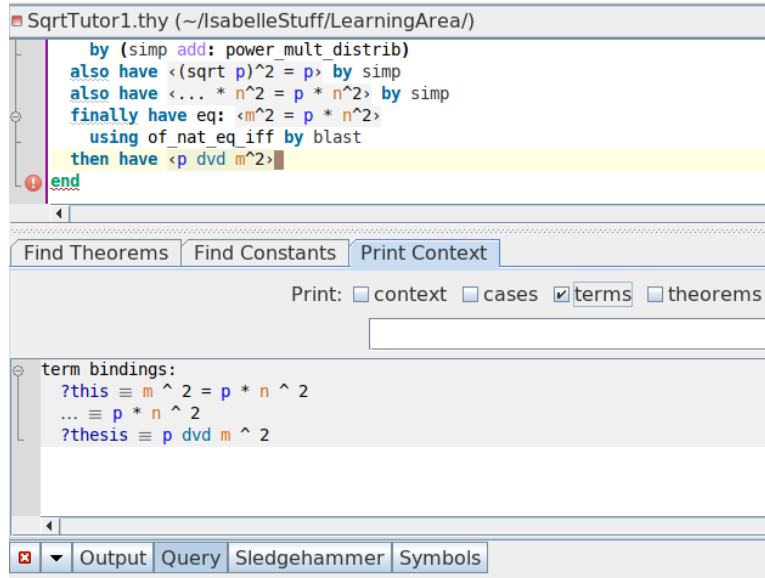 SqrtTutor1.thy (~/IsabelleStuff/LearningArea/)
by (simp add: power_mult_distrib)
also have ‹(sqrt p)^2 = p› by simp
also have ‹... * n^2 = p * n^2› by simp
finally have eq: ‹m^2 = p * n^2›
using of_nat_eq_iff by blast
then have ‹p dvd m^2›
end
Find Theorems Find Constants Print Context
Print: context cases terms theorems
term bindings:
?this ≡ m ^ 2 = p * n ^ 2
... ≡ p * n ^ 2
?thesis ≡ p dvd m ^ 2
Output Query Sledgehammer Symbols